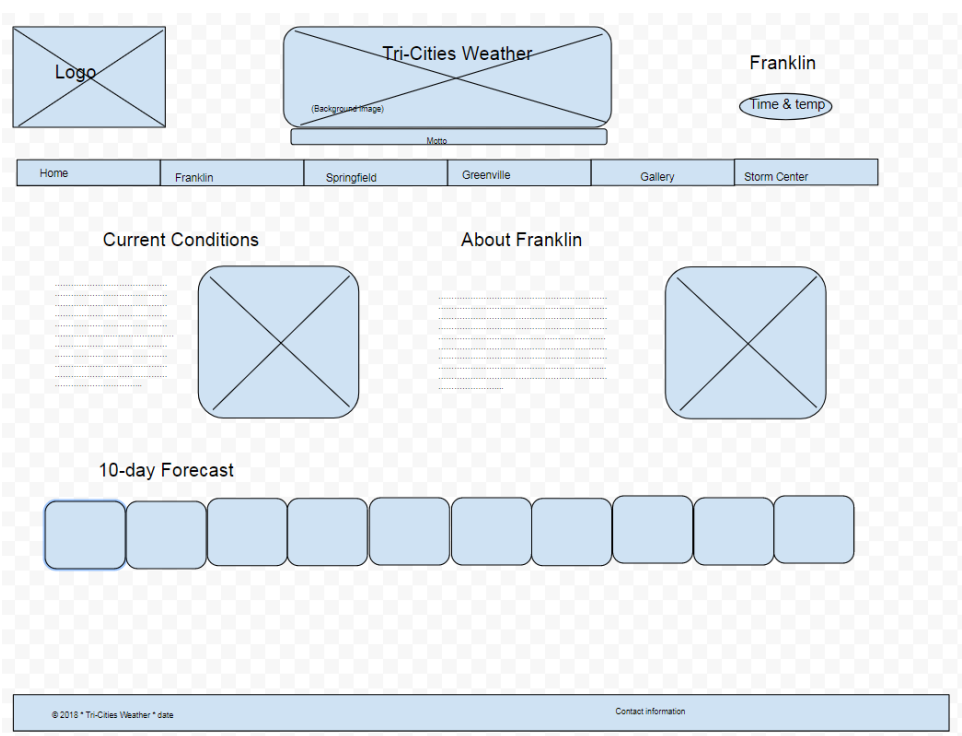 Logo
Tri-Cities Weather
(Background Image)
Motto
Franklin
Time & temp
Home
Franklin
Springfield
Greenville
Gallery
Storm Center
Current Conditions
About Franklin
10-day Forecast
© 2018 * Tri-Cities Weather * date
Contact information